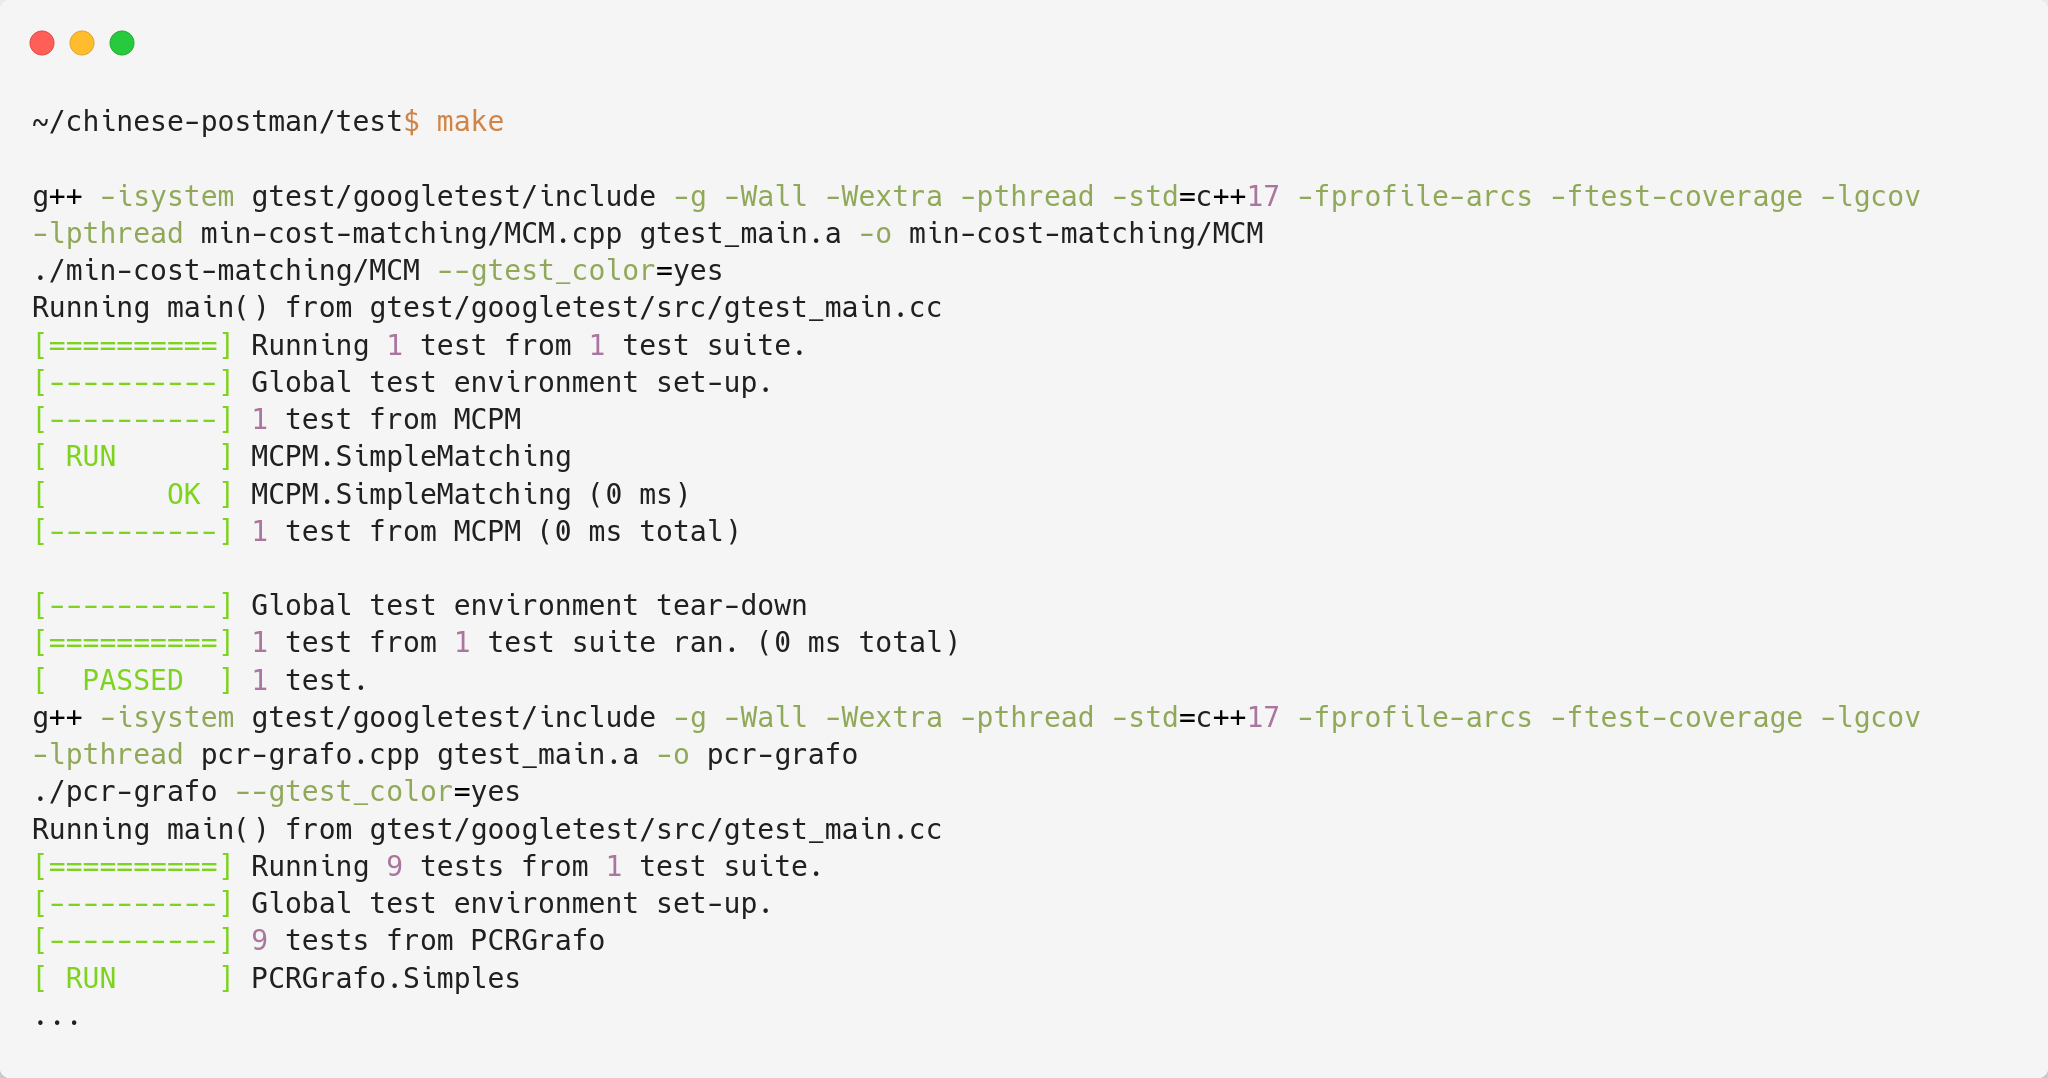 ~/chinese-postman/test$ make
g++ -isystem gtest/googletest/include -g -Wall -Wextra -pthread -std=c++17 -fprofile-arcs -ftest-coverage -lgcov
-lpthread min-cost-matching/MCM.cpp gtest_main.a -o min-cost-matching/MCM
./min-cost-matching/MCM --gtest_color=yes
Running main() from gtest/googletest/src/gtest_main.cc
[==========] Running 1 test from 1 test suite.
[----------] Global test environment set-up.
[----------] 1 test from MCPM
[ RUN      ] MCPM.SimpleMatching
[       OK ] MCPM.SimpleMatching (0 ms)
[----------] 1 test from MCPM (0 ms total)
[----------] Global test environment tear-down
[==========] 1 test from 1 test suite ran. (0 ms total)
[  PASSED  ] 1 test.
g++ -isystem gtest/googletest/include -g -Wall -Wextra -pthread -std=c++17 -fprofile-arcs -ftest-coverage -lgcov
-lpthread pcr-grafo.cpp gtest_main.a -o pcr-grafo
./pcr-grafo --gtest_color=yes
Running main() from gtest/googletest/src/gtest_main.cc
[==========] Running 9 tests from 1 test suite.
[----------] Global test environment set-up.
[----------] 9 tests from PCRGrafo
[ RUN      ] PCRGrafo.Simples
...